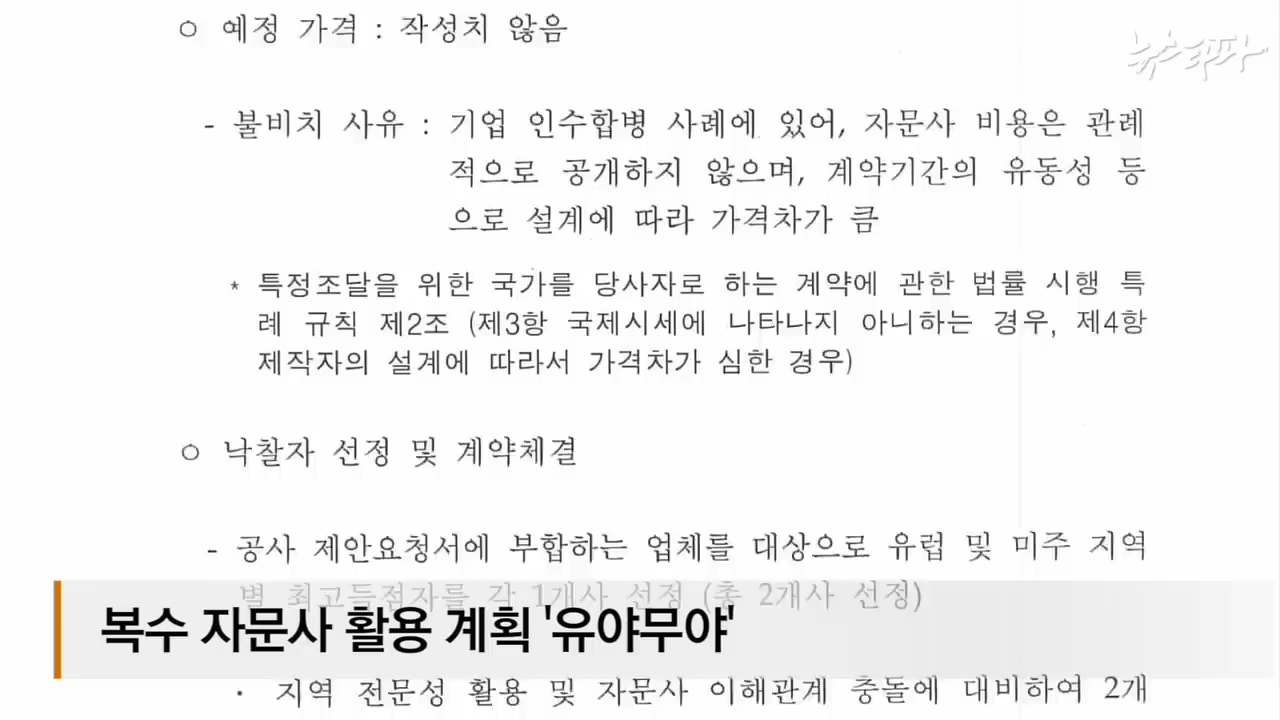 ○ 예정 가격 : 작성치 않음
뉴스타파
- 불비치 사유 : 기업 인수합병 사례에 있어, 자문사 비용은 관례
적으로 공개하지 않으며, 계약기간의 유동성 등
으로 설계에 따라 가격차가 큼
* 특정조달을 위한 국가를 당사자로 하는 계약에 관한 법률 시행 특
례 규칙 제2조 (제3항 국제시세에 나타나지 아니하는 경우, 제4항
제작자의 설계에 따라서 가격차가 심한 경우)
○ 낙찰자 선정 및 계약체결
- 공사 제안요청서에 부합하는 업체를 대상으로 유럽 및 미주 지역
별 최고득점자를 각 1개사 선정 (총 2개사 선정)
복수 자문사 활용 계획 '유야무야'
· 지역 전문성 활용 및 자문사 이해관계 충돌에 대비하여 2개